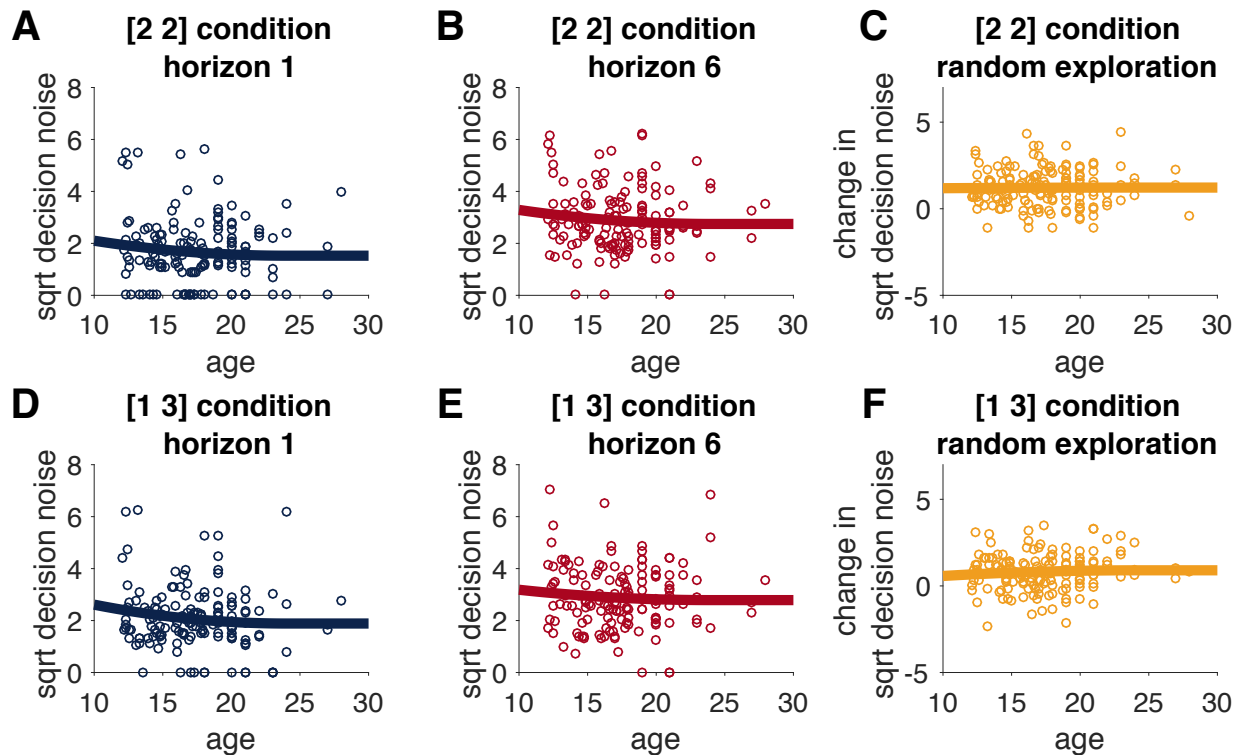 A
[2 2] condition
horizon 1
sqrt decision noise
8
6
4
2
0
10 15 20 25 30
age
B
[2 2] condition
horizon 6
sqrt decision noise
8
6
4
2
0
10 15 20 25 30
age
C
[2 2] condition
random exploration
change in
sqrt decision noise
5
0
-5
10 15 20 25 30
age
D
[1 3] condition
horizon 1
sqrt decision noise
8
6
4
2
0
10 15 20 25 30
age
E
[1 3] condition
horizon 6
sqrt decision noise
8
6
4
2
0
10 15 20 25 30
age
F
[1 3] condition
random exploration
change in
sqrt decision noise
5
0
-5
10 15 20 25 30
age